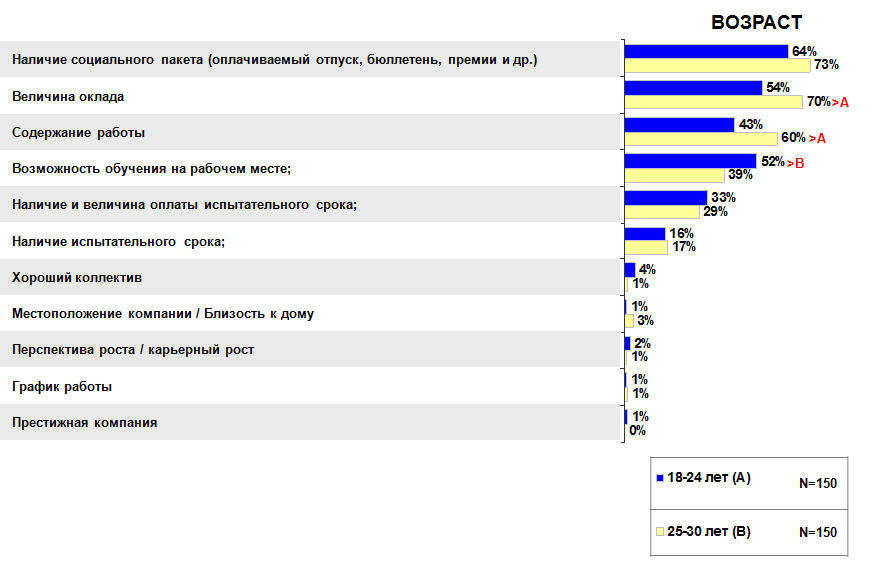 ВОЗРАСТ
Наличие социального пакета (оплачиваемый отпуск, бюллетень, премии и др.) 64%
73%
Величина оклада 54%
70%>A
Содержание работы 43%
60%>A
Возможность обучения на рабочем месте; 52%>B
39%
Наличие и величина оплаты испытательного срока; 33%
29%
Наличие испытательного срока; 16%
17%
Хороший коллектив 4%
1%
Местоположение компании / Близость к дому 1%
3%
Перспектива роста / карьерный рост 2%
1%
График работы 1%
1%
Престижная компания 1%
0%
18-24 лет (A) N=150
25-30 лет (B) N=150